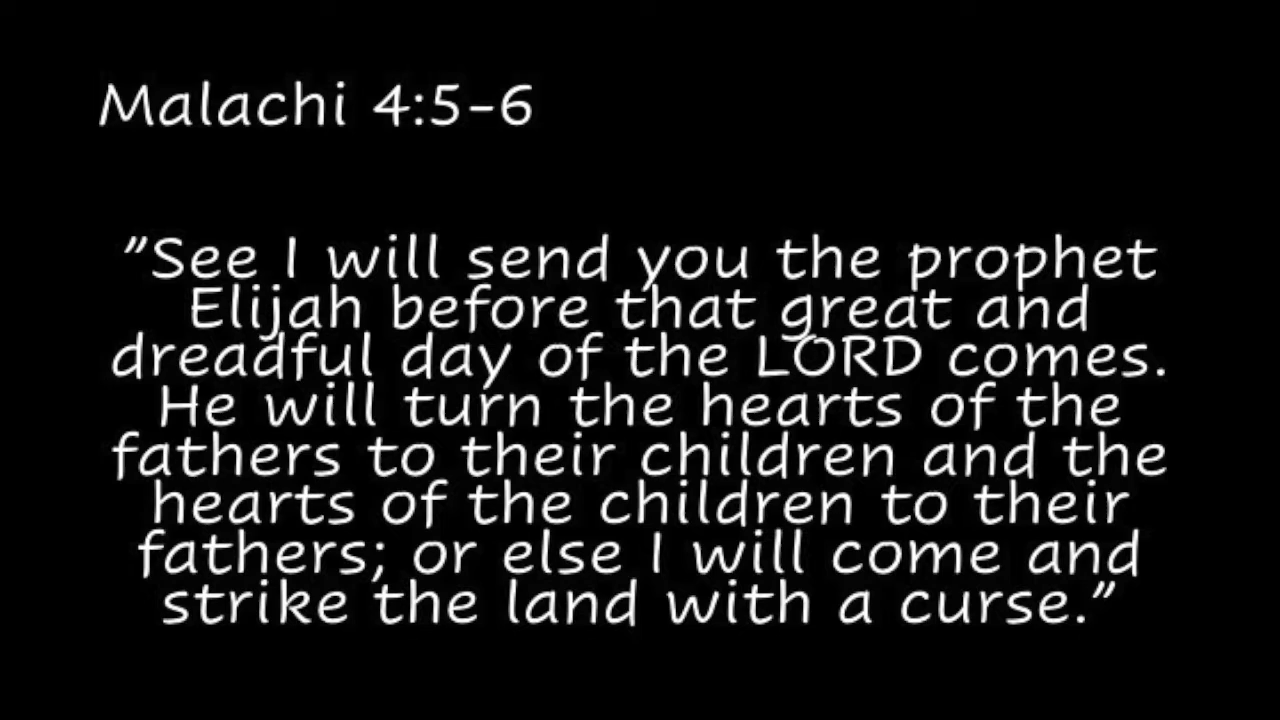 Malachi 4:5-6
"See I will send you the prophet
Elijah before that great and
dreadful day of the LORD comes.
He will turn the hearts of the
fathers to their children and the
hearts of the children to their
fathers; or else I will come and
strike the land with a curse."